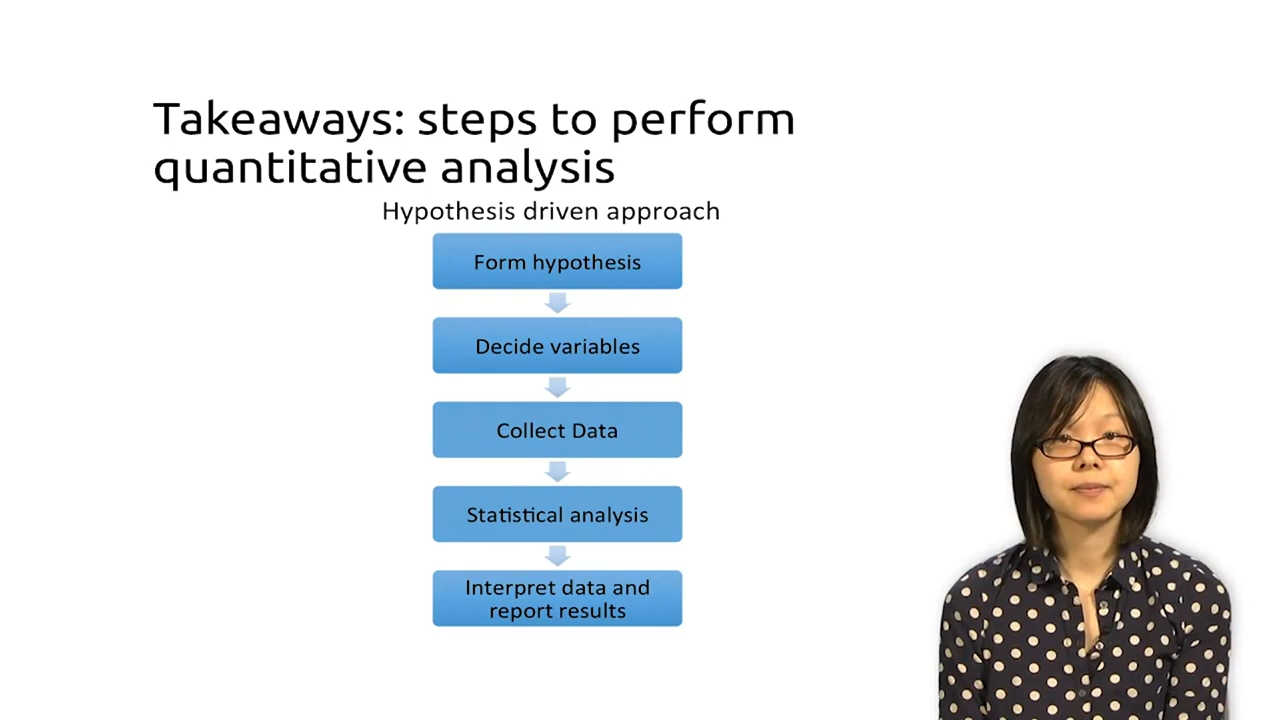 Takeaways: steps to perform
quantitative analysis
Hypothesis driven approach
Form hypothesis
Decide variables
Collect Data
Statistical analysis
Interpret data and
report results